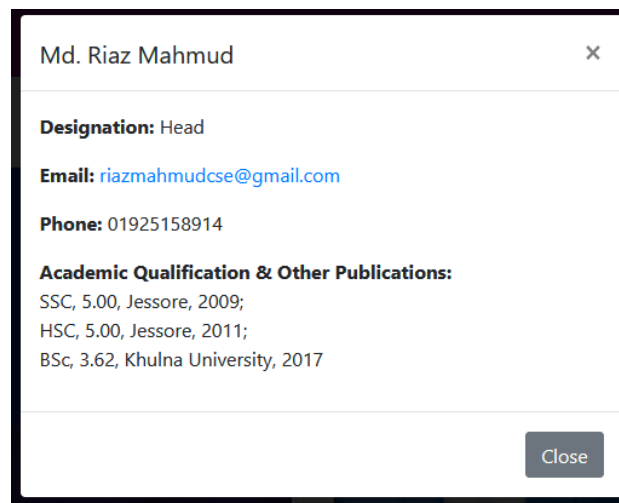 Md. Riaz Mahmud ×
Designation: Head
Email: riazmahmudcse@gmail.com
Phone: 01925158914
Academic Qualification & Other Publications:
SSC, 5.00, Jessore, 2009;
HSC, 5.00, Jessore, 2011;
BSc, 3.62, Khulna University, 2017
Close